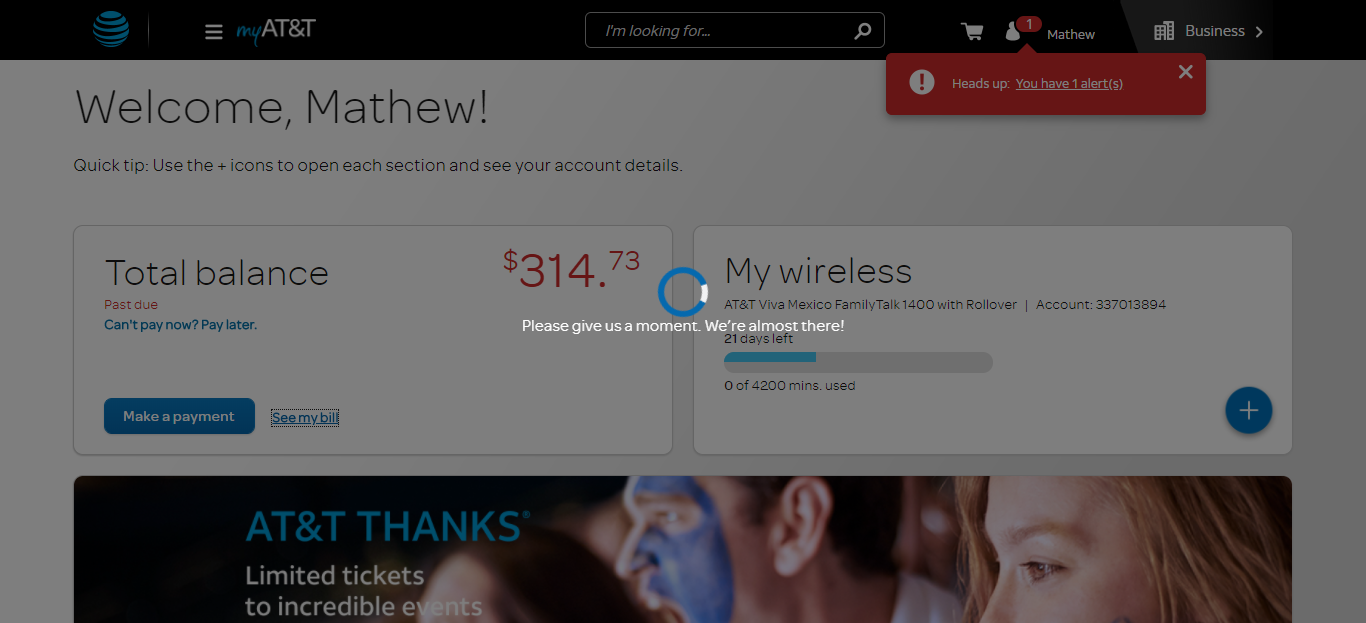 myAT&T
I'm looking for...
1
Mathew
Business
Heads up: You have 1 alert(s)
Welcome, Mathew!
Quick tip: Use the + icons to open each section and see your account details.
Total balance
$314.73
Past due
Can't pay now? Pay later.
Make a payment
See my bill
Please give us a moment. We're almost there!
My wireless
AT&T Viva Mexico FamilyTalk 1400 with Rollover | Account: 337013894
21 days left
0 of 4200 mins. used
AT&T THANKS®
Limited tickets
to incredible events